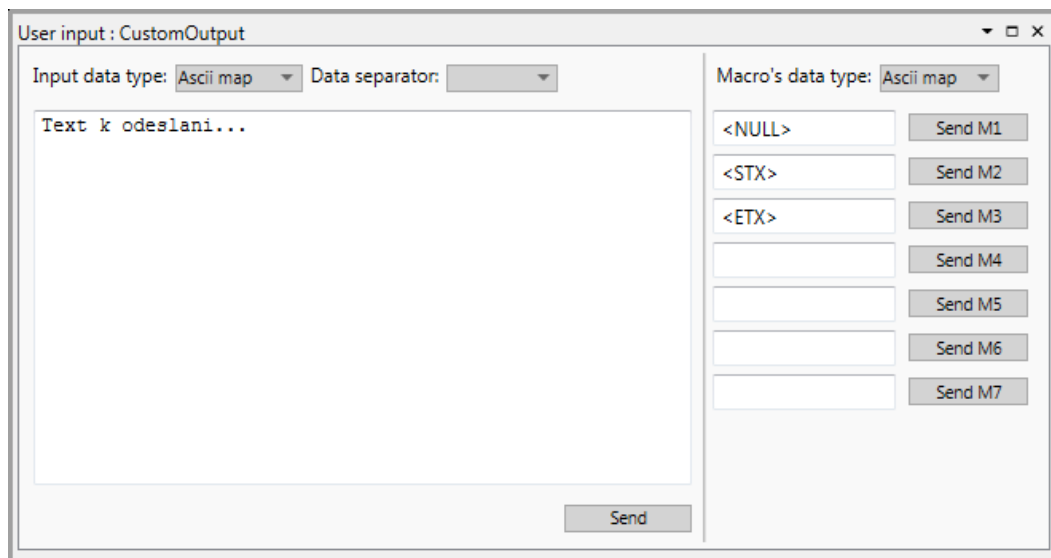 User input : CustomOutput
Input data type: Ascii map Data separator:
Text k odeslani...
Send
Macro's data type: Ascii map
<NULL> Send M1
<STX> Send M2
<ETX> Send M3
Send M4
Send M5
Send M6
Send M7